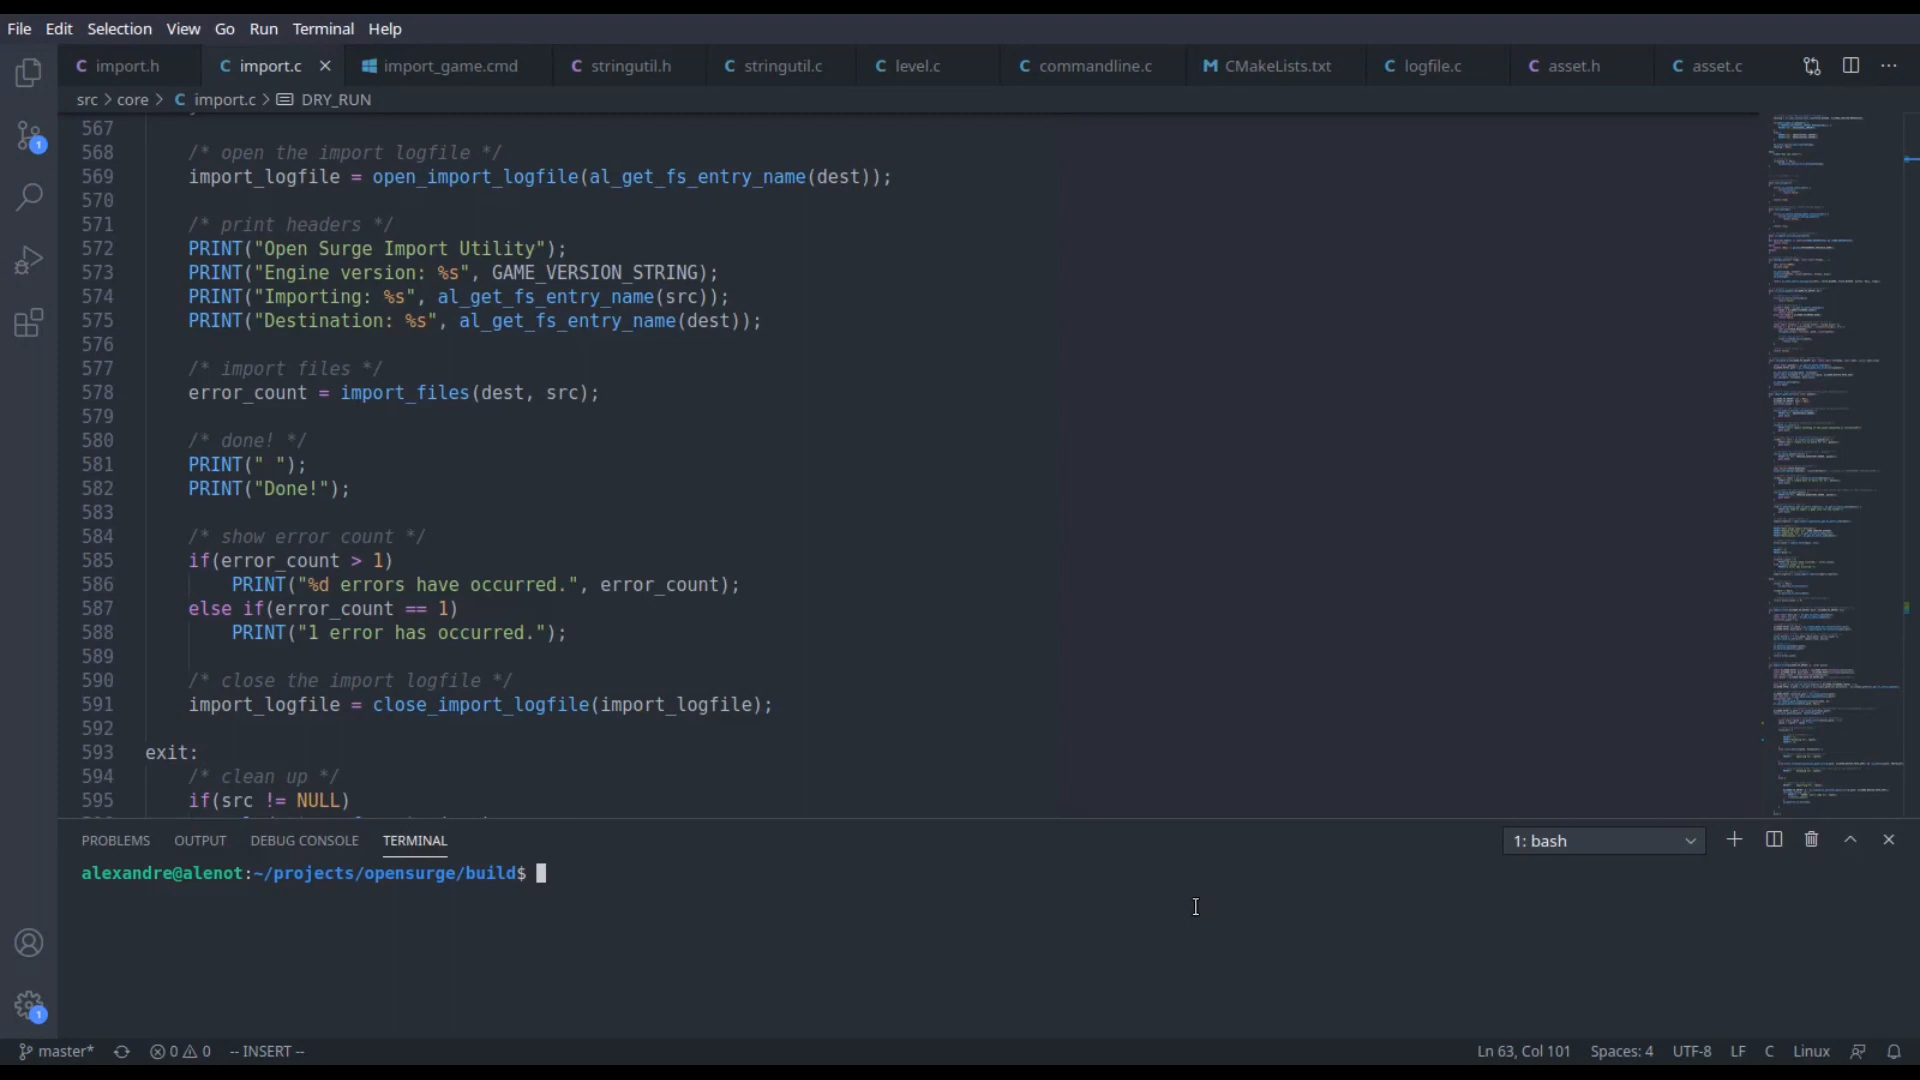 File Edit Selection View Go Run Terminal Help
import.h import.c import_game.cmd stringutil.h stringutil.c level.c commandline.c CMakeLists.txt logfile.c asset.h asset.c
src > core > C import.c > DRY_RUN
567
568 /* open the import logfile */
569 import_logfile = open_import_logfile(al_get_fs_entry_name(dest));
570
571 /* print headers */
572 PRINT("Open Surge Import Utility");
573 PRINT("Engine version: %s", GAME_VERSION_STRING);
574 PRINT("Importing: %s", al_get_fs_entry_name(src));
575 PRINT("Destination: %s", al_get_fs_entry_name(dest));
576
577 /* import files */
578 error_count = import_files(dest, src);
579
580 /* done! */
581 PRINT(" ");
582 PRINT("Done!");
583
584 /* show error count */
585 if(error_count > 1)
586 PRINT("%d errors have occurred.", error_count);
587 else if(error_count == 1)
588 PRINT("1 error has occurred.");
589
590 /* close the import logfile */
591 import_logfile = close_import_logfile(import_logfile);
592
593 exit:
594 /* clean up */
595 if(src != NULL)
PROBLEMS OUTPUT DEBUG CONSOLE TERMINAL 1: bash
alexandre@alenot:~/projects/opensurge/build$
master* 0 0 -- INSERT -- Ln 63, Col 101 Spaces: 4 UTF-8 LF C Linux